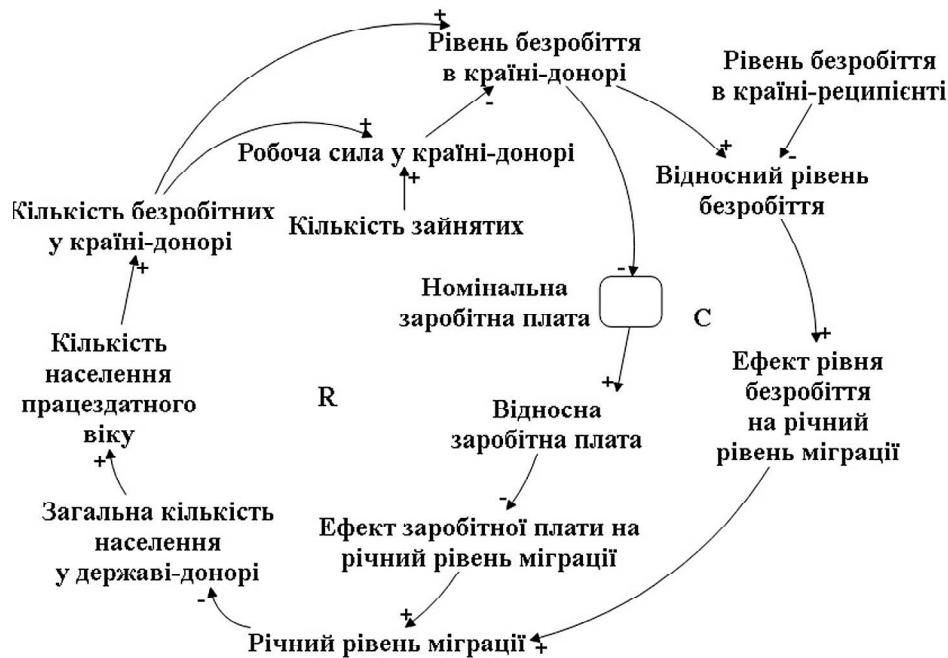 Рівень безробіття
в країні-донорі
Рівень безробіття
в країні-реципієнті
Робоча сила у країні-донорі
Відносний рівень
безробіття
Кількість безробітних
у країні-донорі
Кількість зайнятих
Номінальна
заробітна плата
С
Кількість
населення
працездатного
віку
R
Ефект рівня
безробіття
на річний
рівень міграції
Відносна
заробітна плата
Загальна кількість
населення
у державі-донорі
Ефект заробітної плати на
річний рівень міграції
Річний рівень міграції